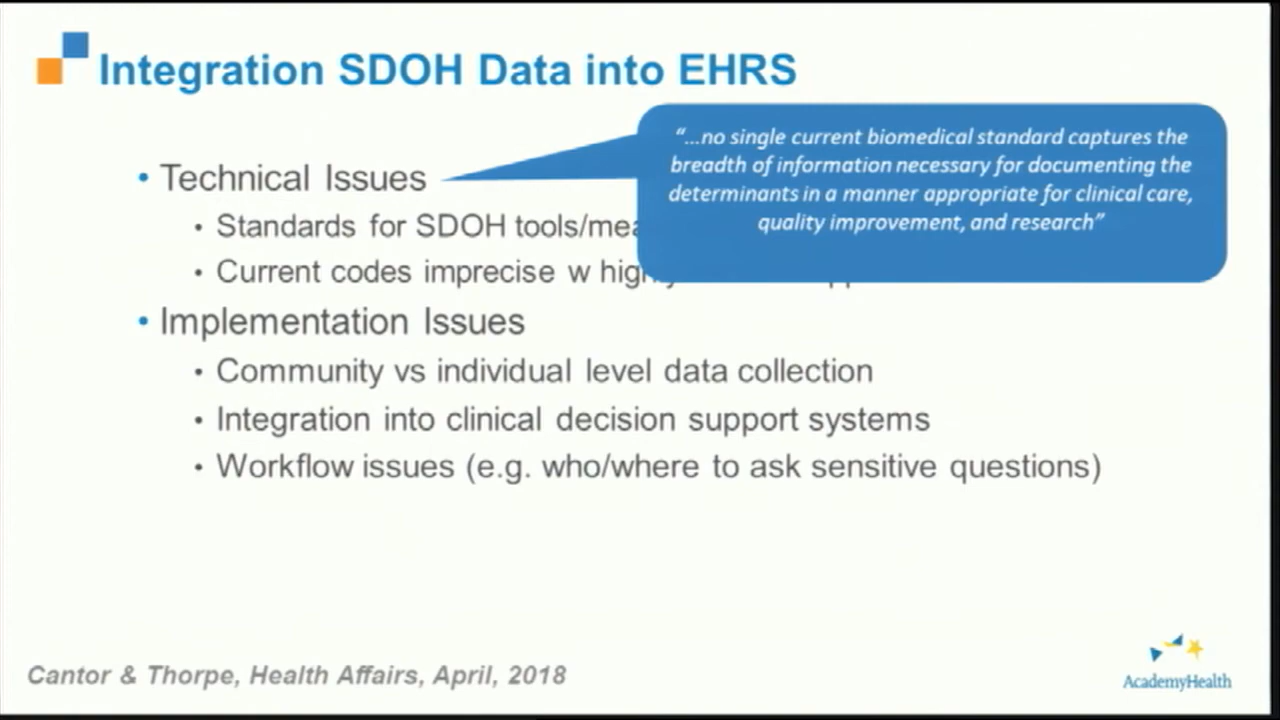 Integration SDOH Data into EHRS
"...no single current biomedical standard captures the
breadth of information necessary for documenting the
determinants in a manner appropriate for clinical care,
quality improvement, and research"
• Technical Issues
• Standards for SDOH tools/mea
• Current codes imprecise w
• Implementation Issues
• Community vs individual level data collection
• Integration into clinical decision support systems
• Workflow issues (e.g. who/where to ask sensitive questions)
Cantor & Thorpe, Health Affairs, April, 2018
AcademyHealth